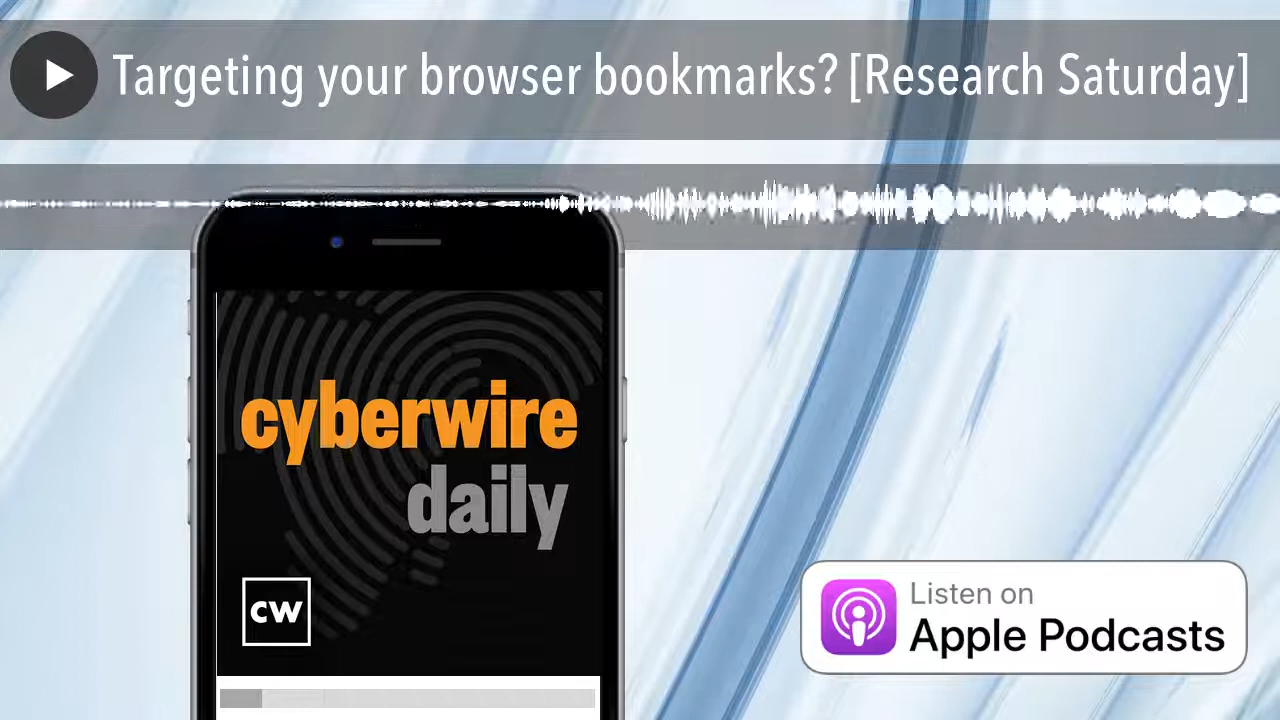 Targeting your browser bookmarks? [Research Saturday]
cyberwire
daily
CW
Listen on
Apple Podcasts